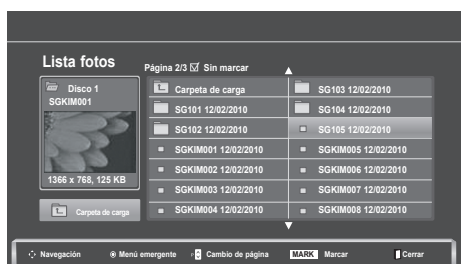 Lista fotos
Página 2/3 Sin marcar
Disco 1
SGKIM001
1366 x 768, 125 KB
Carpeta de carga
Carpeta de carga
SG101 12/02/2010
SG102 12/02/2010
SGKIM001 12/02/2010
SGKIM002 12/02/2010
SGKIM003 12/02/2010
SGKIM004 12/02/2010
SG103 12/02/2010
SG104 12/02/2010
SG105 12/02/2010
SGKIM005 12/02/2010
SGKIM006 12/02/2010
SGKIM007 12/02/2010
SGKIM008 12/02/2010
Navegación Menú emergente Cambio de página MARK Marcar Cerrar